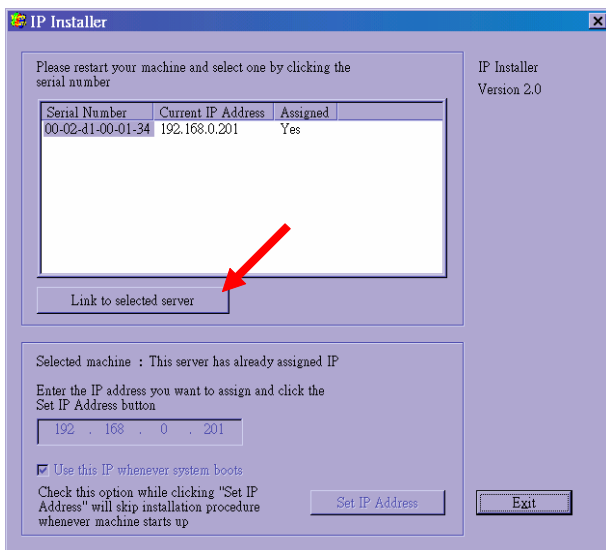 IP Installer
Please restart your machine and select one by clicking the
serial number
IP Installer
Version 2.0
Serial Number Current IP Address Assigned
00-02-d1-00-01-34 192.168.0.201 Yes
Link to selected server
Selected machine : This server has already assigned IP
Enter the IP address you want to assign and click the
Set IP Address button
192 . 168 . 0 . 201
Use this IP whenever system boots
Check this option while clicking "Set IP
Address" will skip installation procedure
whenever machine starts up
Set IP Address
Exit